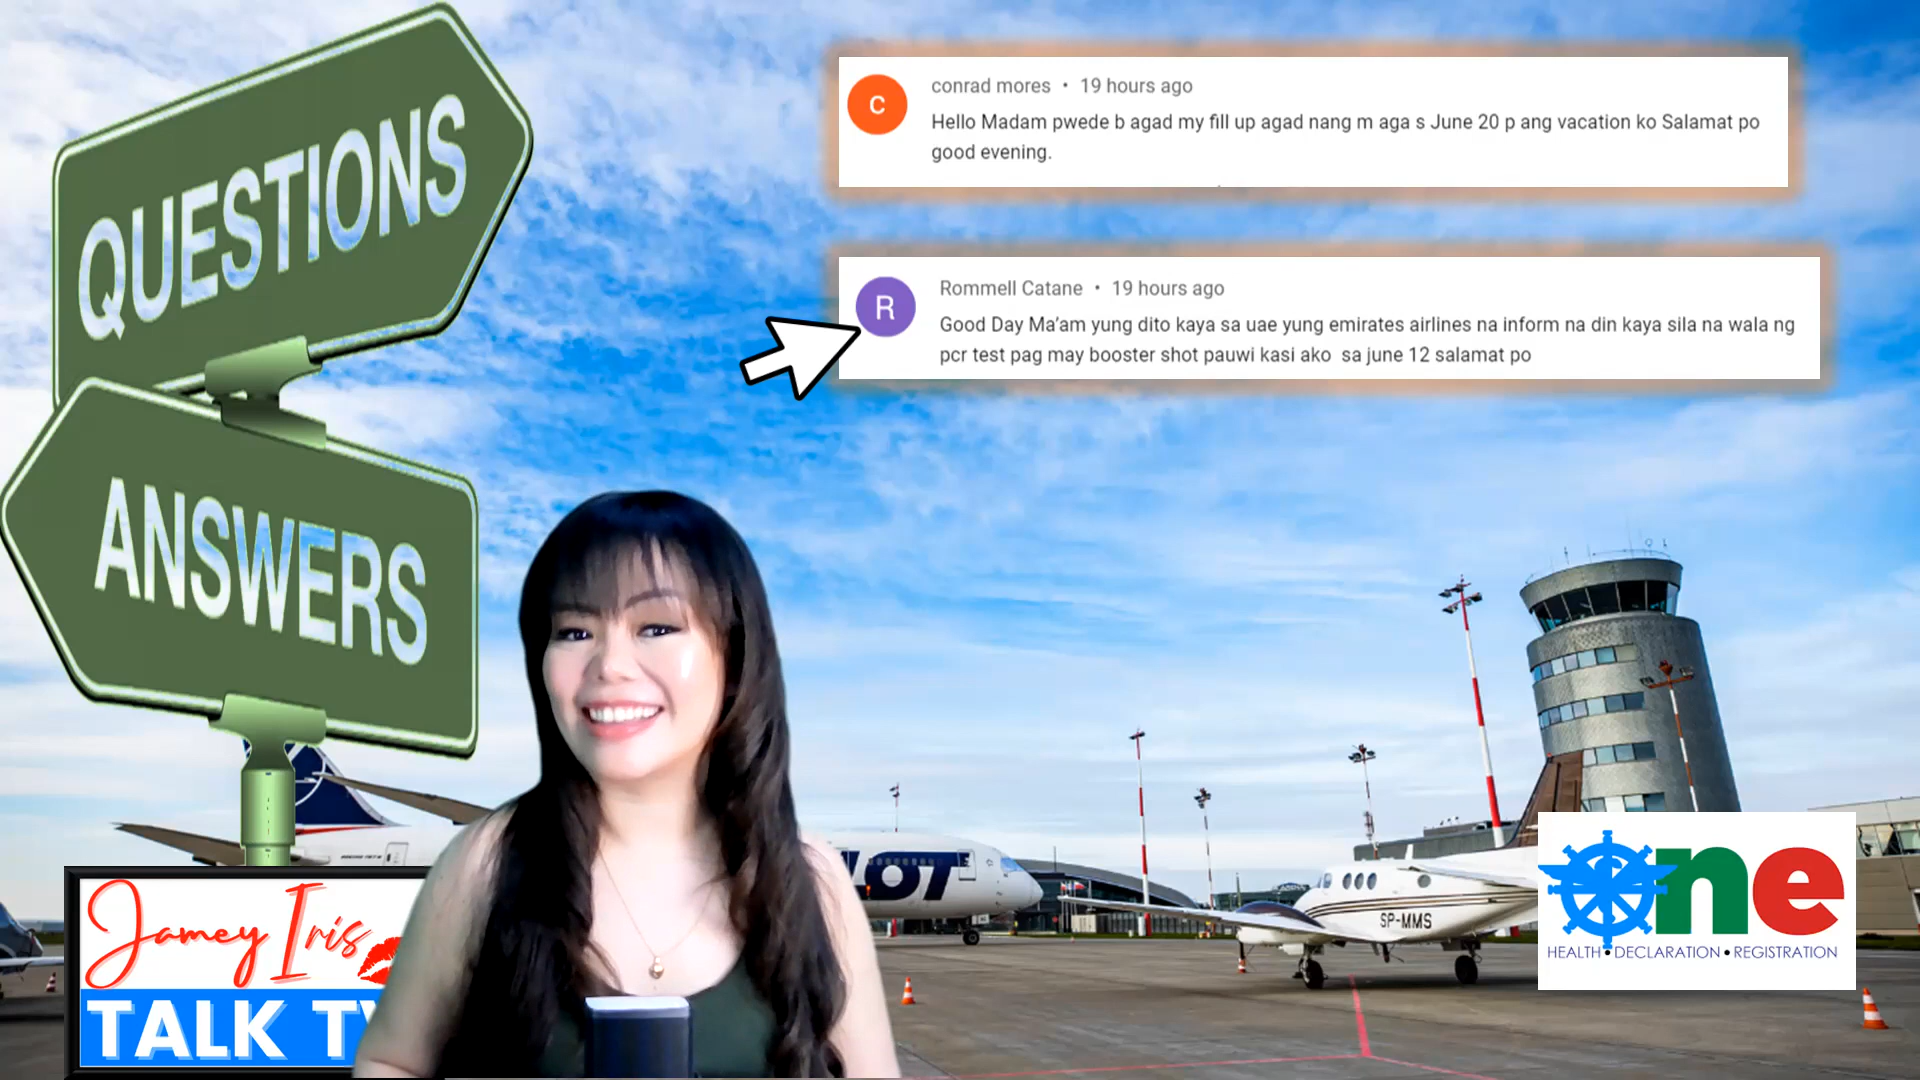 QUESTIONS
ANSWERS
C
conrad mores • 19 hours ago
Hello Madam pwede b agad my fill up agad nang m aga s June 20 p ang vacation ko Salamat po
good evening.
R
Rommell Catane • 19 hours ago
Good Day Ma'am yung dito kaya sa uae yung emirates airlines na inform na din kaya sila na wala ng
pcr test pag may booster shot pauwi kasi ako sa june 12 salamat po
Jamey Iris
TALK TV
LOT
SP-MMS
one
HEALTH • DECLARATION • REGISTRATION